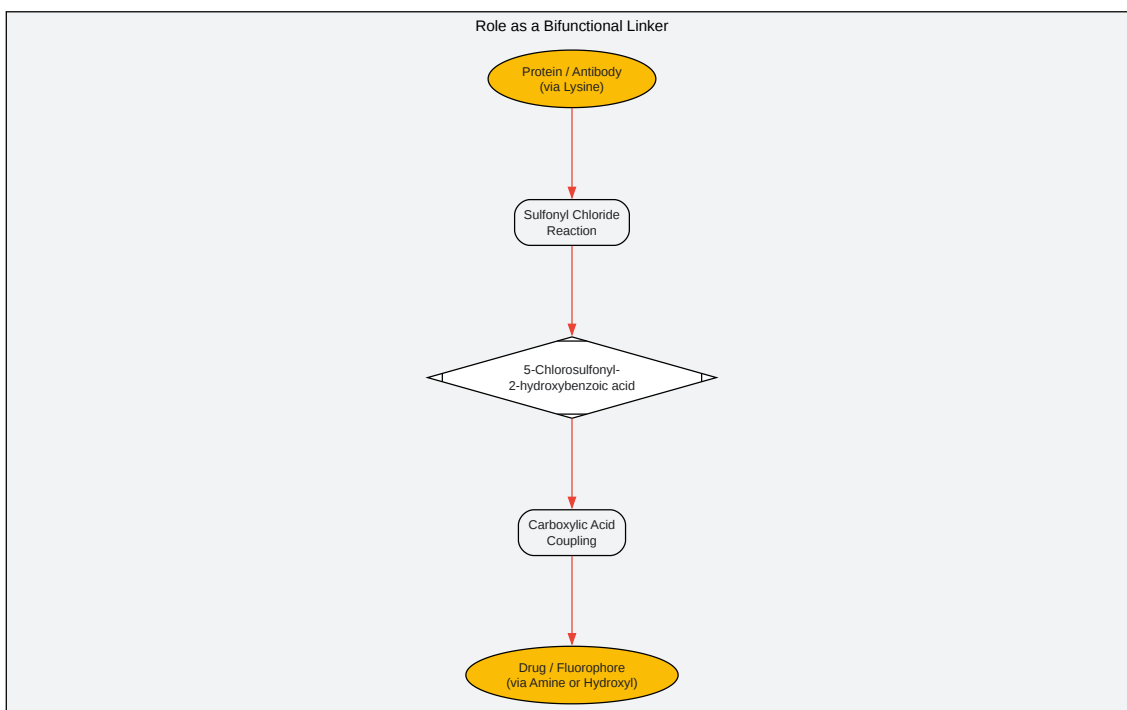 Role as a Bifunctional Linker
Protein / Antibody
(via Lysine)
Sulfonyl Chloride
Reaction
5-Chlorosulfonyl-
2-hydroxybenzoic acid
Carboxylic Acid
Coupling
Drug / Fluorophore
(via Amine or Hydroxyl)